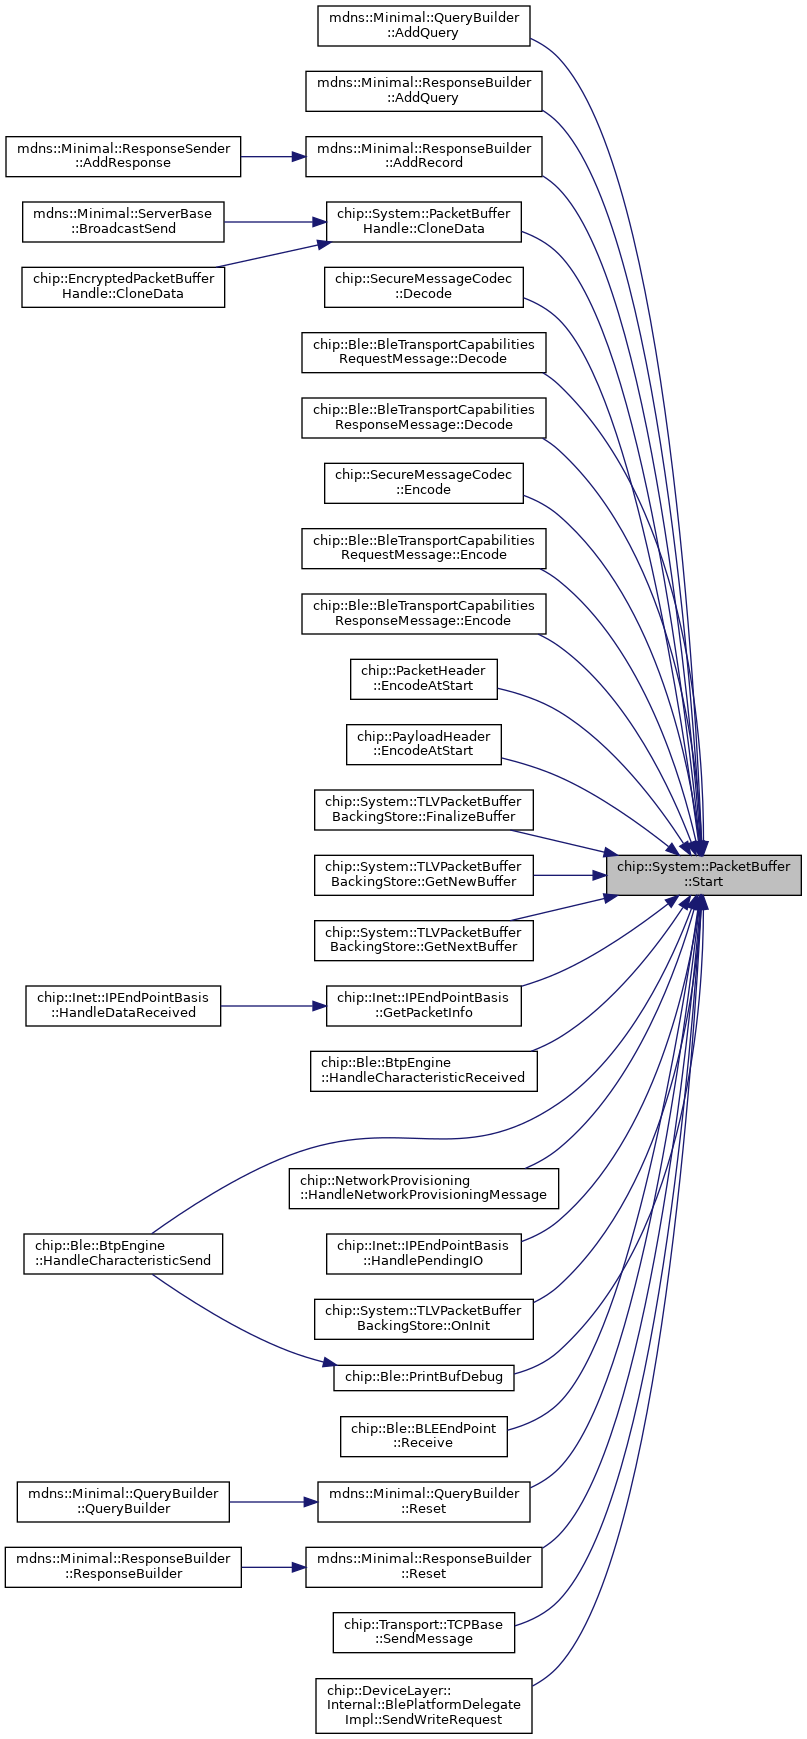 mdns::Minimal::QueryBuilder
::AddQuery
mdns::Minimal::ResponseBuilder
::AddQuery
mdns::Minimal::ResponseSender
::AddResponse
mdns::Minimal::ResponseBuilder
::AddRecord
mdns::Minimal::ServerBase
::BroadcastSend
chip::System::PacketBuffer
Handle::CloneData
chip::EncryptedPacketBuffer
Handle::CloneData
chip::SecureMessageCodec
::Decode
chip::Ble::BleTransportCapabilities
RequestMessage::Decode
chip::Ble::BleTransportCapabilities
ResponseMessage::Decode
chip::SecureMessageCodec
::Encode
chip::Ble::BleTransportCapabilities
RequestMessage::Encode
chip::Ble::BleTransportCapabilities
ResponseMessage::Encode
chip::PacketHeader
::EncodeAtStart
chip::PayloadHeader
::EncodeAtStart
chip::System::TLVPacketBuffer
BackingStore::FinalizeBuffer
chip::System::TLVPacketBuffer
BackingStore::GetNewBuffer
chip::System::PacketBuffer
::Start
chip::System::TLVPacketBuffer
BackingStore::GetNextBuffer
chip::Inet::IPEndPointBasis
::HandleDataReceived
chip::Inet::IPEndPointBasis
::GetPacketInfo
chip::Ble::BtpEngine
::HandleCharacteristicReceived
chip::NetworkProvisioning
::HandleNetworkProvisioningMessage
chip::Ble::BtpEngine
::HandleCharacteristicSend
chip::Inet::IPEndPointBasis
::HandlePendingIO
chip::System::TLVPacketBuffer
BackingStore::OnInit
chip::Ble::PrintBufDebug
chip::Ble::BLEEndPoint
::Receive
mdns::Minimal::QueryBuilder
::QueryBuilder
mdns::Minimal::QueryBuilder
::Reset
mdns::Minimal::ResponseBuilder
::ResponseBuilder
mdns::Minimal::ResponseBuilder
::Reset
chip::Transport::TCPBase
::SendMessage
chip::DeviceLayer::
Internal::BlePlatformDelegate
Impl::SendWriteRequest